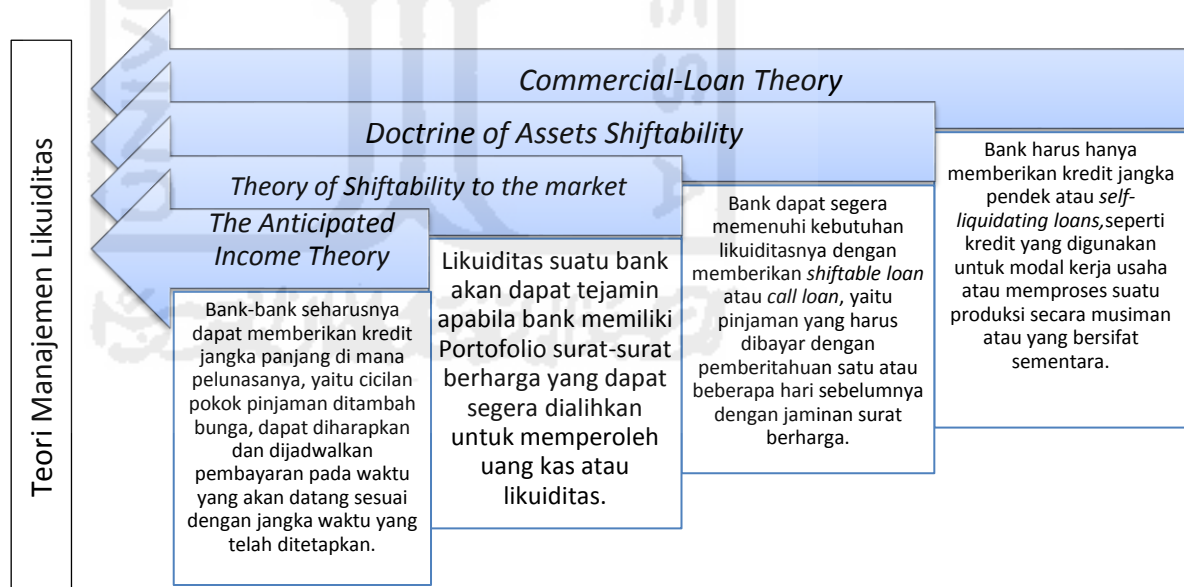 Teori Manajemen Likuiditas
Commercial-Loan Theory
Bank harus hanya
memberikan kredit jangka
pendek atau self-
liquidating loans,seperti
kredit yang digunakan
untuk modal kerja usaha
atau memproses suatu
produksi secara musiman
atau yang bersifat
sementara.
Doctrine of Assets Shiftability
Bank dapat segera
memenuhi kebutuhan
likuiditasnya dengan
memberikan shiftable loan
atau call loan, yaitu
pinjaman yang harus
dibayar dengan
pemberitahuan satu atau
beberapa hari sebelumnya
dengan jaminan surat
berharga.
Theory of Shiftability to the market
Likuiditas suatu bank
akan dapat tejamin
apabila bank memiliki
Portofolio surat-surat
berharga yang dapat
segera dialihkan
untuk memperoleh
uang kas atau
likuiditas.
The Anticipated
Income Theory
Bank-bank seharusnya
dapat memberikan kredit
jangka panjang di mana
pelunasanya, yaitu cicilan
pokok pinjaman ditambah
bunga, dapat diharapkan
dan dijadwalkan
pembayaran pada waktu
yang akan datang sesuai
dengan jangka waktu yang
telah ditetapkan.